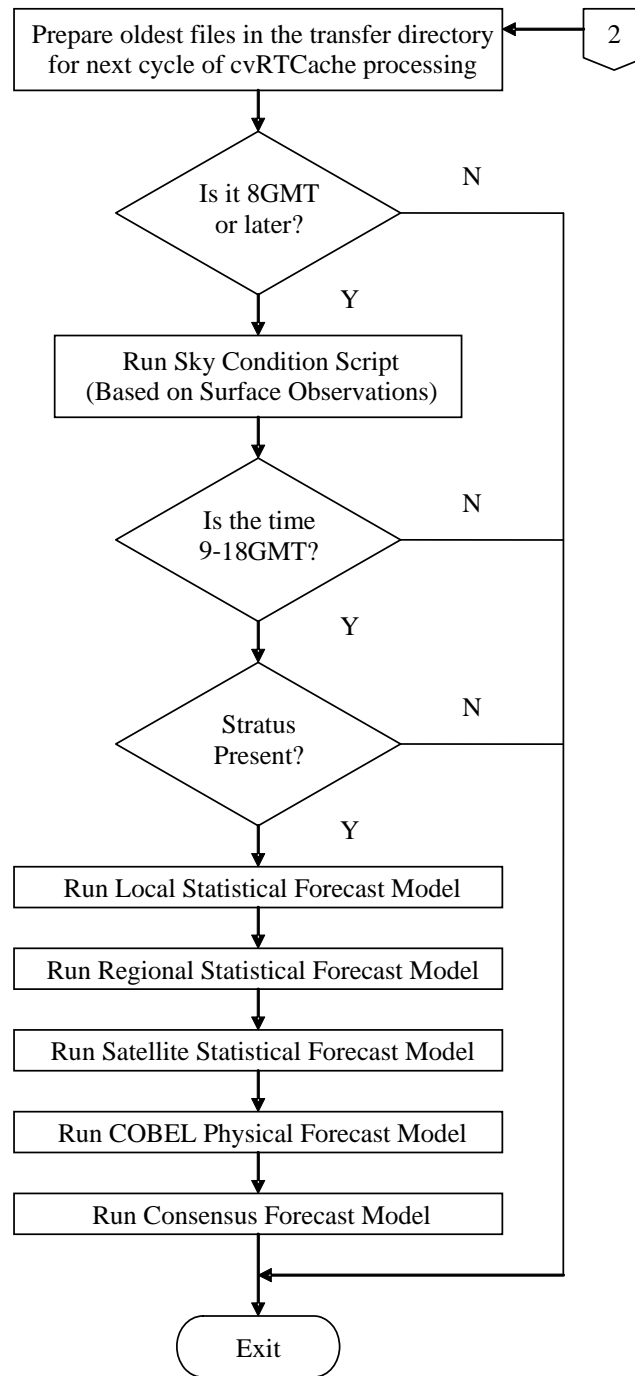 Prepare oldest files in the transfer directory
for next cycle of cvRTCache processing
2
Is it 8GMT
or later?
N
Y
Run Sky Condition Script
(Based on Surface Observations)
Is the time
9-18GMT?
N
Y
Stratus
Present?
N
Y
Run Local Statistical Forecast Model
Run Regional Statistical Forecast Model
Run Satellite Statistical Forecast Model
Run COBEL Physical Forecast Model
Run Consensus Forecast Model
Exit